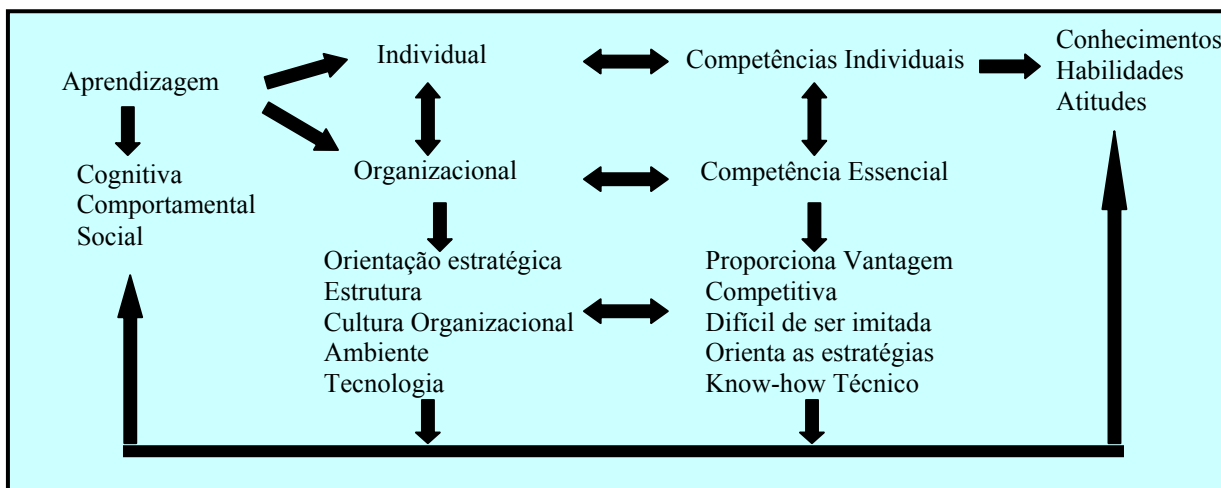 Aprendizagem
Cognitiva
Comportamental
Social
Individual
Organizacional
Orientação estratégica
Estrutura
Cultura Organizacional
Ambiente
Tecnologia
Competências Individuais
Competência Essencial
Proporciona Vantagem
Competitiva
Difícil de ser imitada
Orienta as estratégias
Know-how Técnico
Conhecimentos
Habilidades
Atitudes